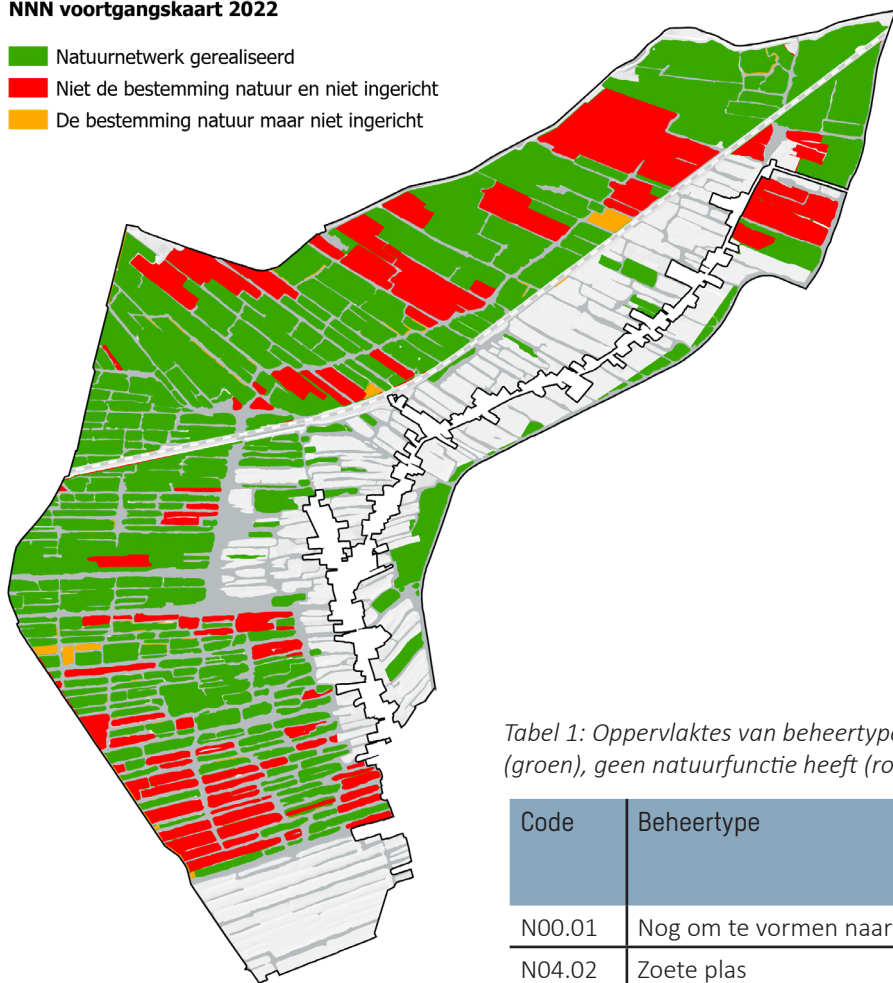 NNN voortgangskaart 2022
Natuurnetwerk gerealiseerd
Niet de bestemming natuur en niet ingericht
De bestemming natuur maar niet ingericht
Tabel 1: Oppervlaktes van beheertype
(groen), geen natuurfunctie heeft (ro
Code Beheertype
N00.01 Nog om te vormen naar
N04.02 Zoete plas